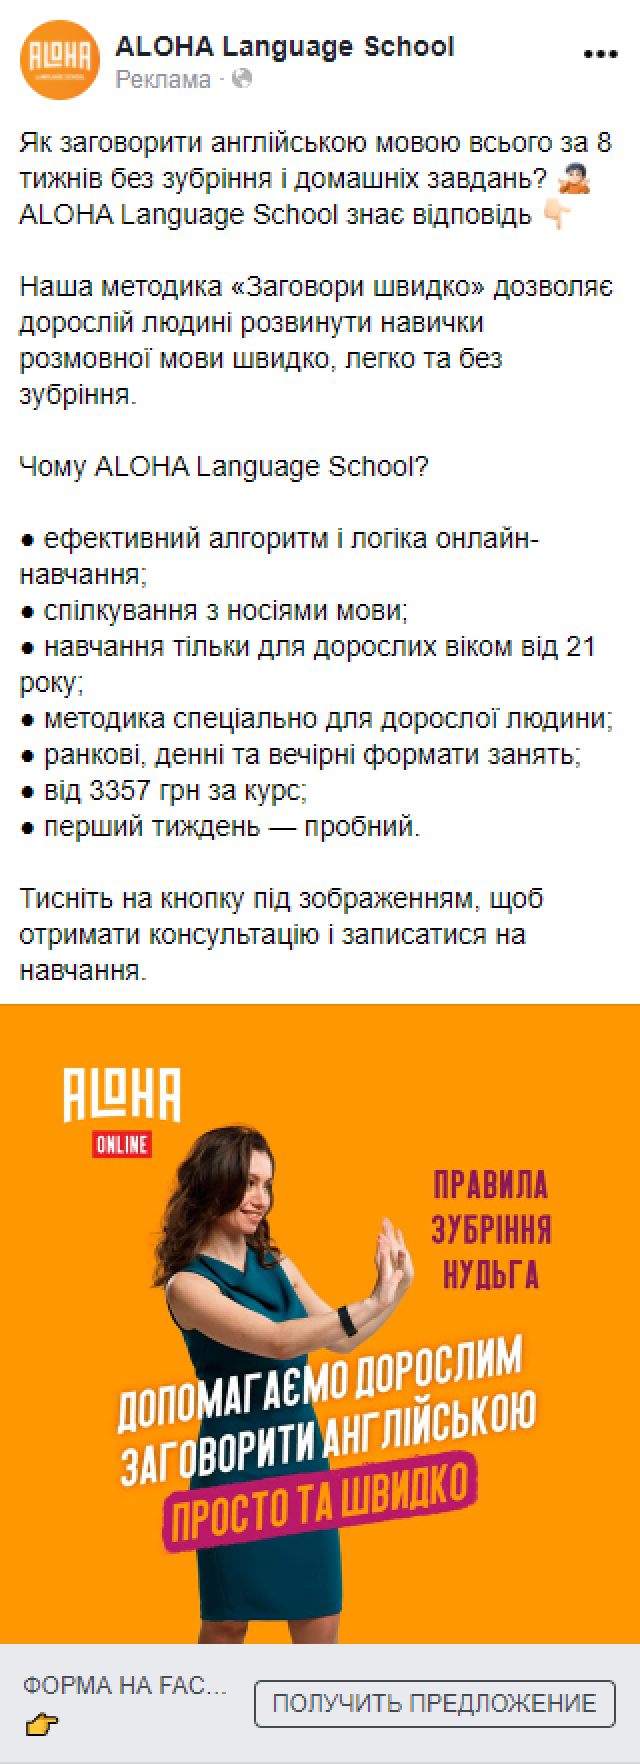 ALOHA
LANGUAGE SCHOOL
ALOHA Language School
Реклама ·
Як заговорити англійською мовою всього за 8
тижнів без зубріння і домашніх завдань? 🤷🏻
ALOHA Language School знає відповідь 👇🏻
Наша методика «Заговори швидко» дозволяє
дорослій людині розвинути навички
розмовної мови швидко, легко та без
зубріння.
Чому ALOHA Language School?
● ефективний алгоритм і логіка онлайн-
навчання;
● спілкування з носіями мови;
● навчання тільки для дорослих віком від 21
року;
● методика спеціально для дорослої людини;
● ранкові, денні та вечірні формати занять;
● від 3357 грн за курс;
● перший тиждень — пробний.
Тисніть на кнопку під зображенням, щоб
отримати консультацію і записатися на
навчання.
ALOHA
ONLINE
ПРАВИЛА
ЗУБРІННЯ
НУДЬГА
ДОПОМАГАЄМО ДОРОСЛИМ
ЗАГОВОРИТИ АНГЛІЙСЬКОЮ
ПРОСТО ТА ШВИДКО
ФОРМА НА FAC...
👉
ПОЛУЧИТЬ ПРЕДЛОЖЕНИЕ